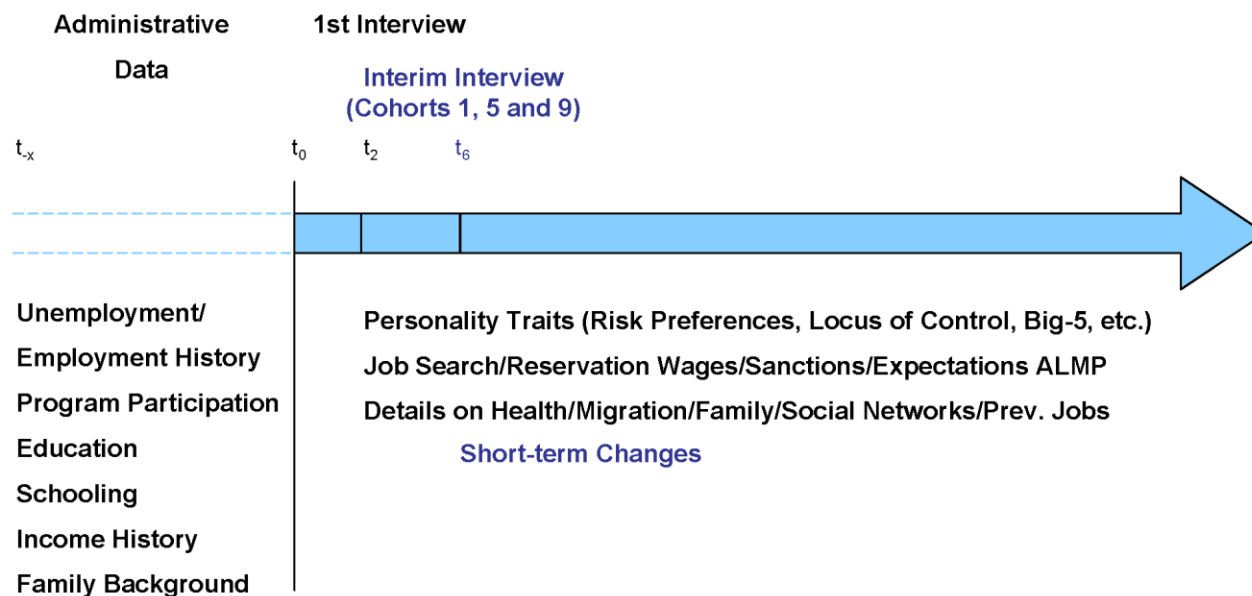 Administrative
Data
1st Interview
Interim Interview
(Cohorts 1, 5 and 9)
t-x
t0
t2
t6
Unemployment/
Employment History
Program Participation
Education
Schooling
Income History
Family Background
Personality Traits (Risk Preferences, Locus of Control, Big-5, etc.)
Job Search/Reservation Wages/Sanctions/Expectations ALMP
Details on Health/Migration/Family/Social Networks/Prev. Jobs
Short-term Changes